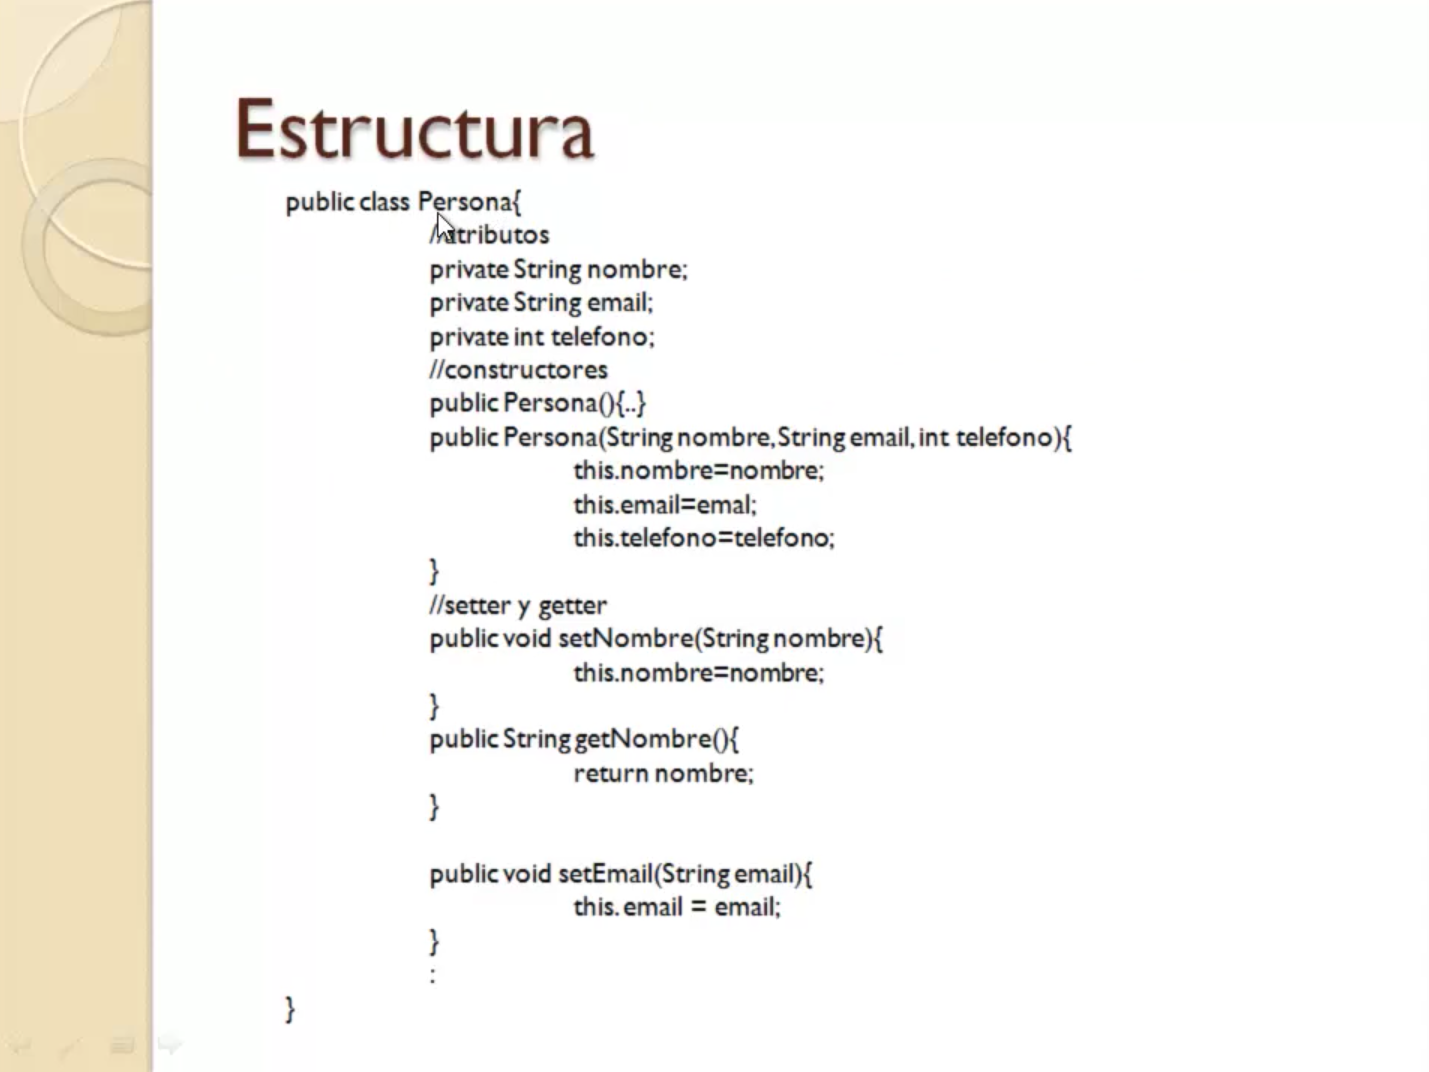 Estructura
public class Persona{
//atributos
private String nombre;
private String email;
private int telefono;
//constructores
public Persona(){..}
public Persona(String nombre, String email, int telefono){
this.nombre=nombre;
this.email=emal;
this.telefono=telefono;
}
//setter y getter
public void setNombre(String nombre){
this.nombre=nombre;
}
public String getNombre(){
return nombre;
}
public void setEmail(String email){
this. email = email;
}
:
}